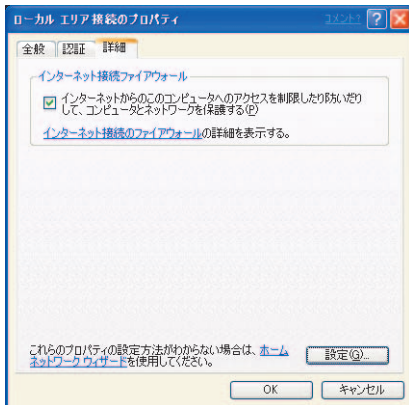 ローカル エリア接続のプロパティ
コメント?
全般 認証 詳細
インターネット接続ファイアウォール
インターネットからのこのコンピュータへのアクセスを制限したり防いだり
して、コンピュータとネットワークを保護する(P)
インターネット接続のファイアウォールの詳細を表示する。
これらのプロパティの設定方法がわからない場合は、ホーム
ネットワーク ウィザードを使用してください。
設定(G)...
OK キャンセル